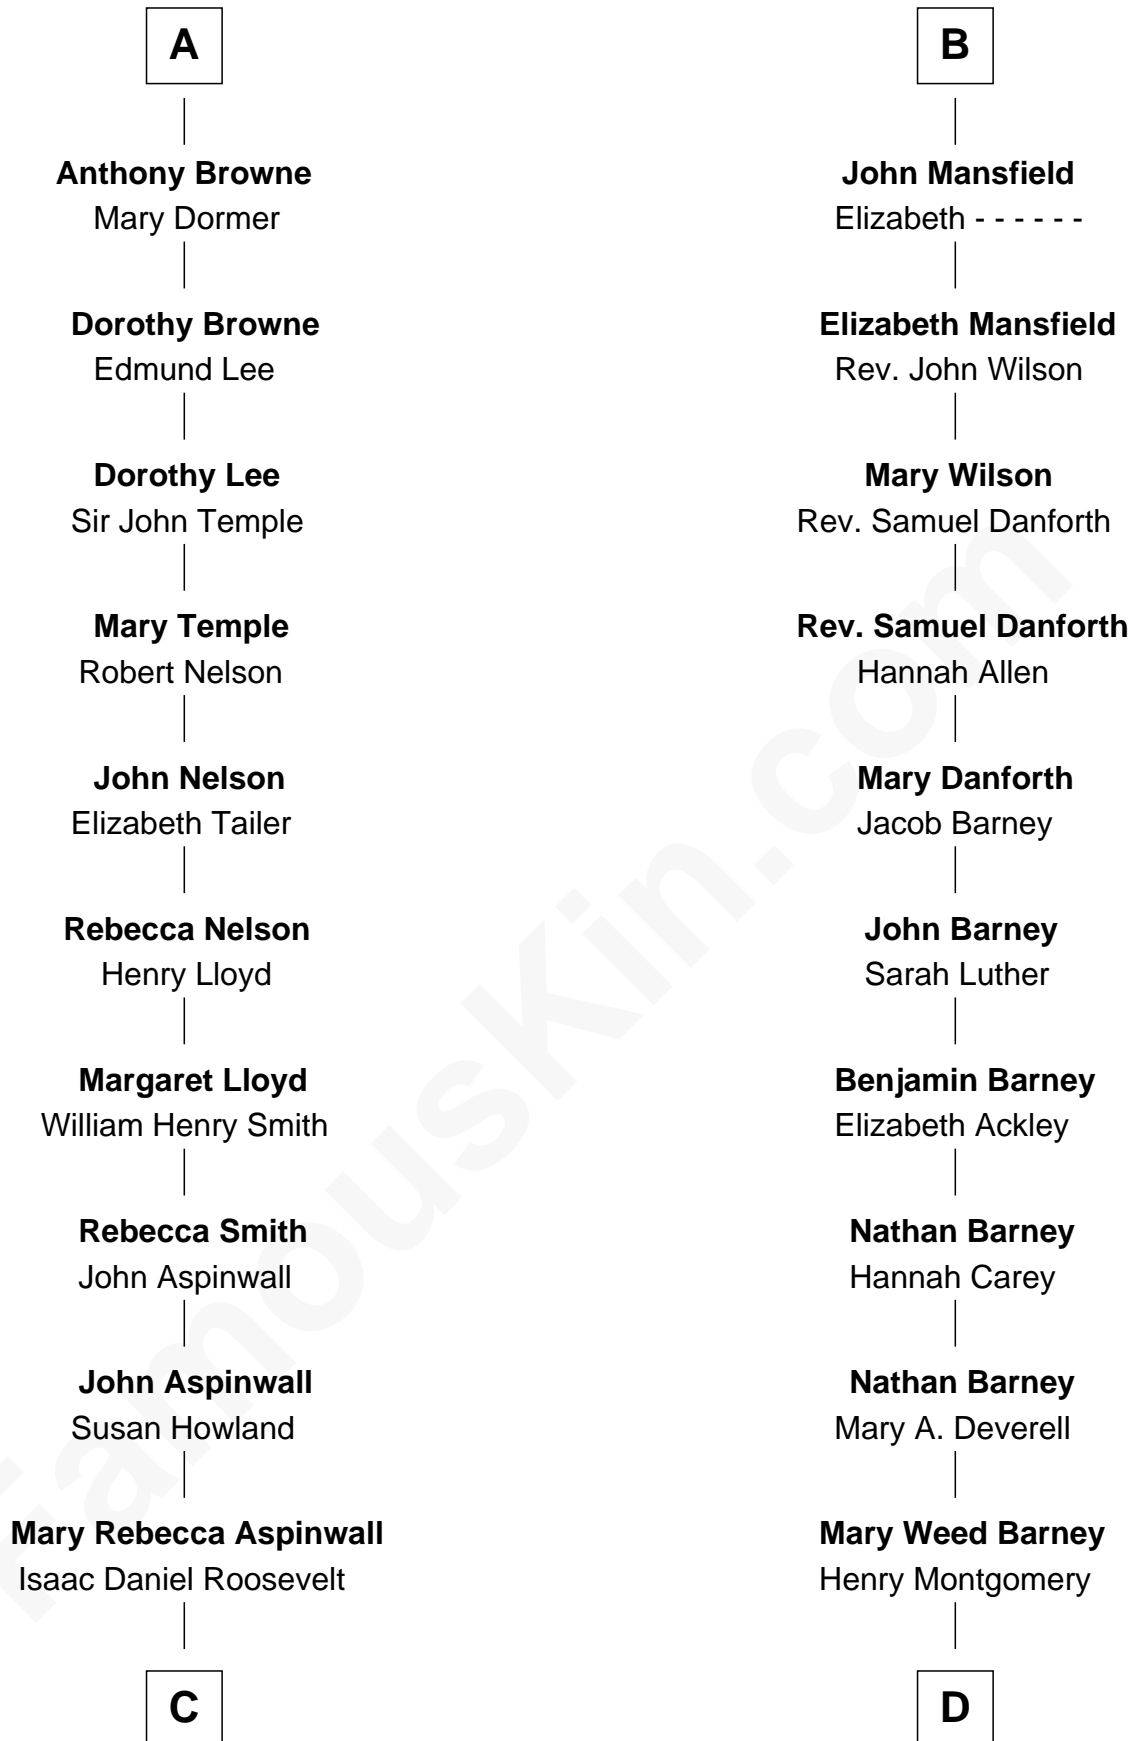 A
Anthony Browne
Mary Dormer
Dorothy Browne
Edmund Lee
Dorothy Lee
Sir John Temple
Mary Temple
Robert Nelson
John Nelson
Elizabeth Tailer
Rebecca Nelson
Henry Lloyd
Margaret Lloyd
William Henry Smith
Rebecca Smith
John Aspinwall
John Aspinwall
Susan Howland
Mary Rebecca Aspinwall
Isaac Daniel Roosevelt
C
B
John Mansfield
Elizabeth - - - - - -
Elizabeth Mansfield
Rev. John Wilson
Mary Wilson
Rev. Samuel Danforth
Rev. Samuel Danforth
Hannah Allen
Mary Danforth
Jacob Barney
John Barney
Sarah Luther
Benjamin Barney
Elizabeth Ackley
Nathan Barney
Hannah Carey
Nathan Barney
Mary A. Deverell
Mary Weed Barney
Henry Montgomery
D
FamousKin.com